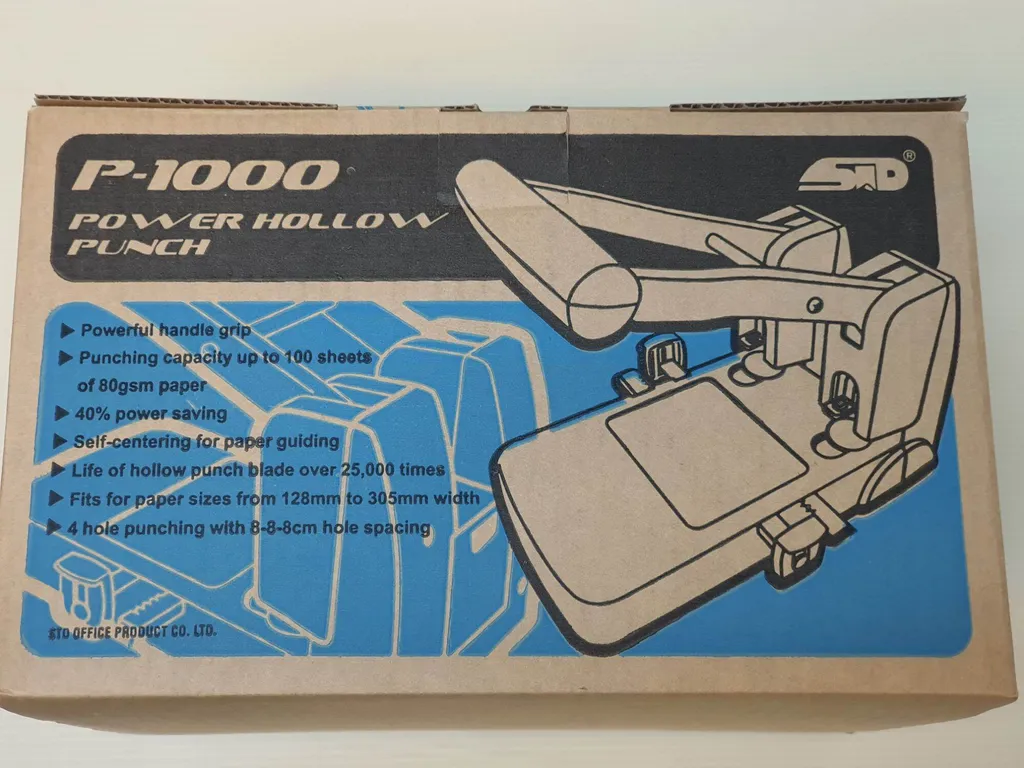 P-1000
POWER HOLLOW
PUNCH
STD®
▶ Powerful handle grip
▶ Punching capacity up to 100 sheets
of 80gsm paper
▶ 40% power saving
▶ Self-centering for paper guiding
▶ Life of hollow punch blade over 25,000 times
▶ Fits for paper sizes from 128mm to 305mm width
▶ 4 hole punching with 8-8-8cm hole spacing
STD OFFICE PRODUCT CO. LTD.